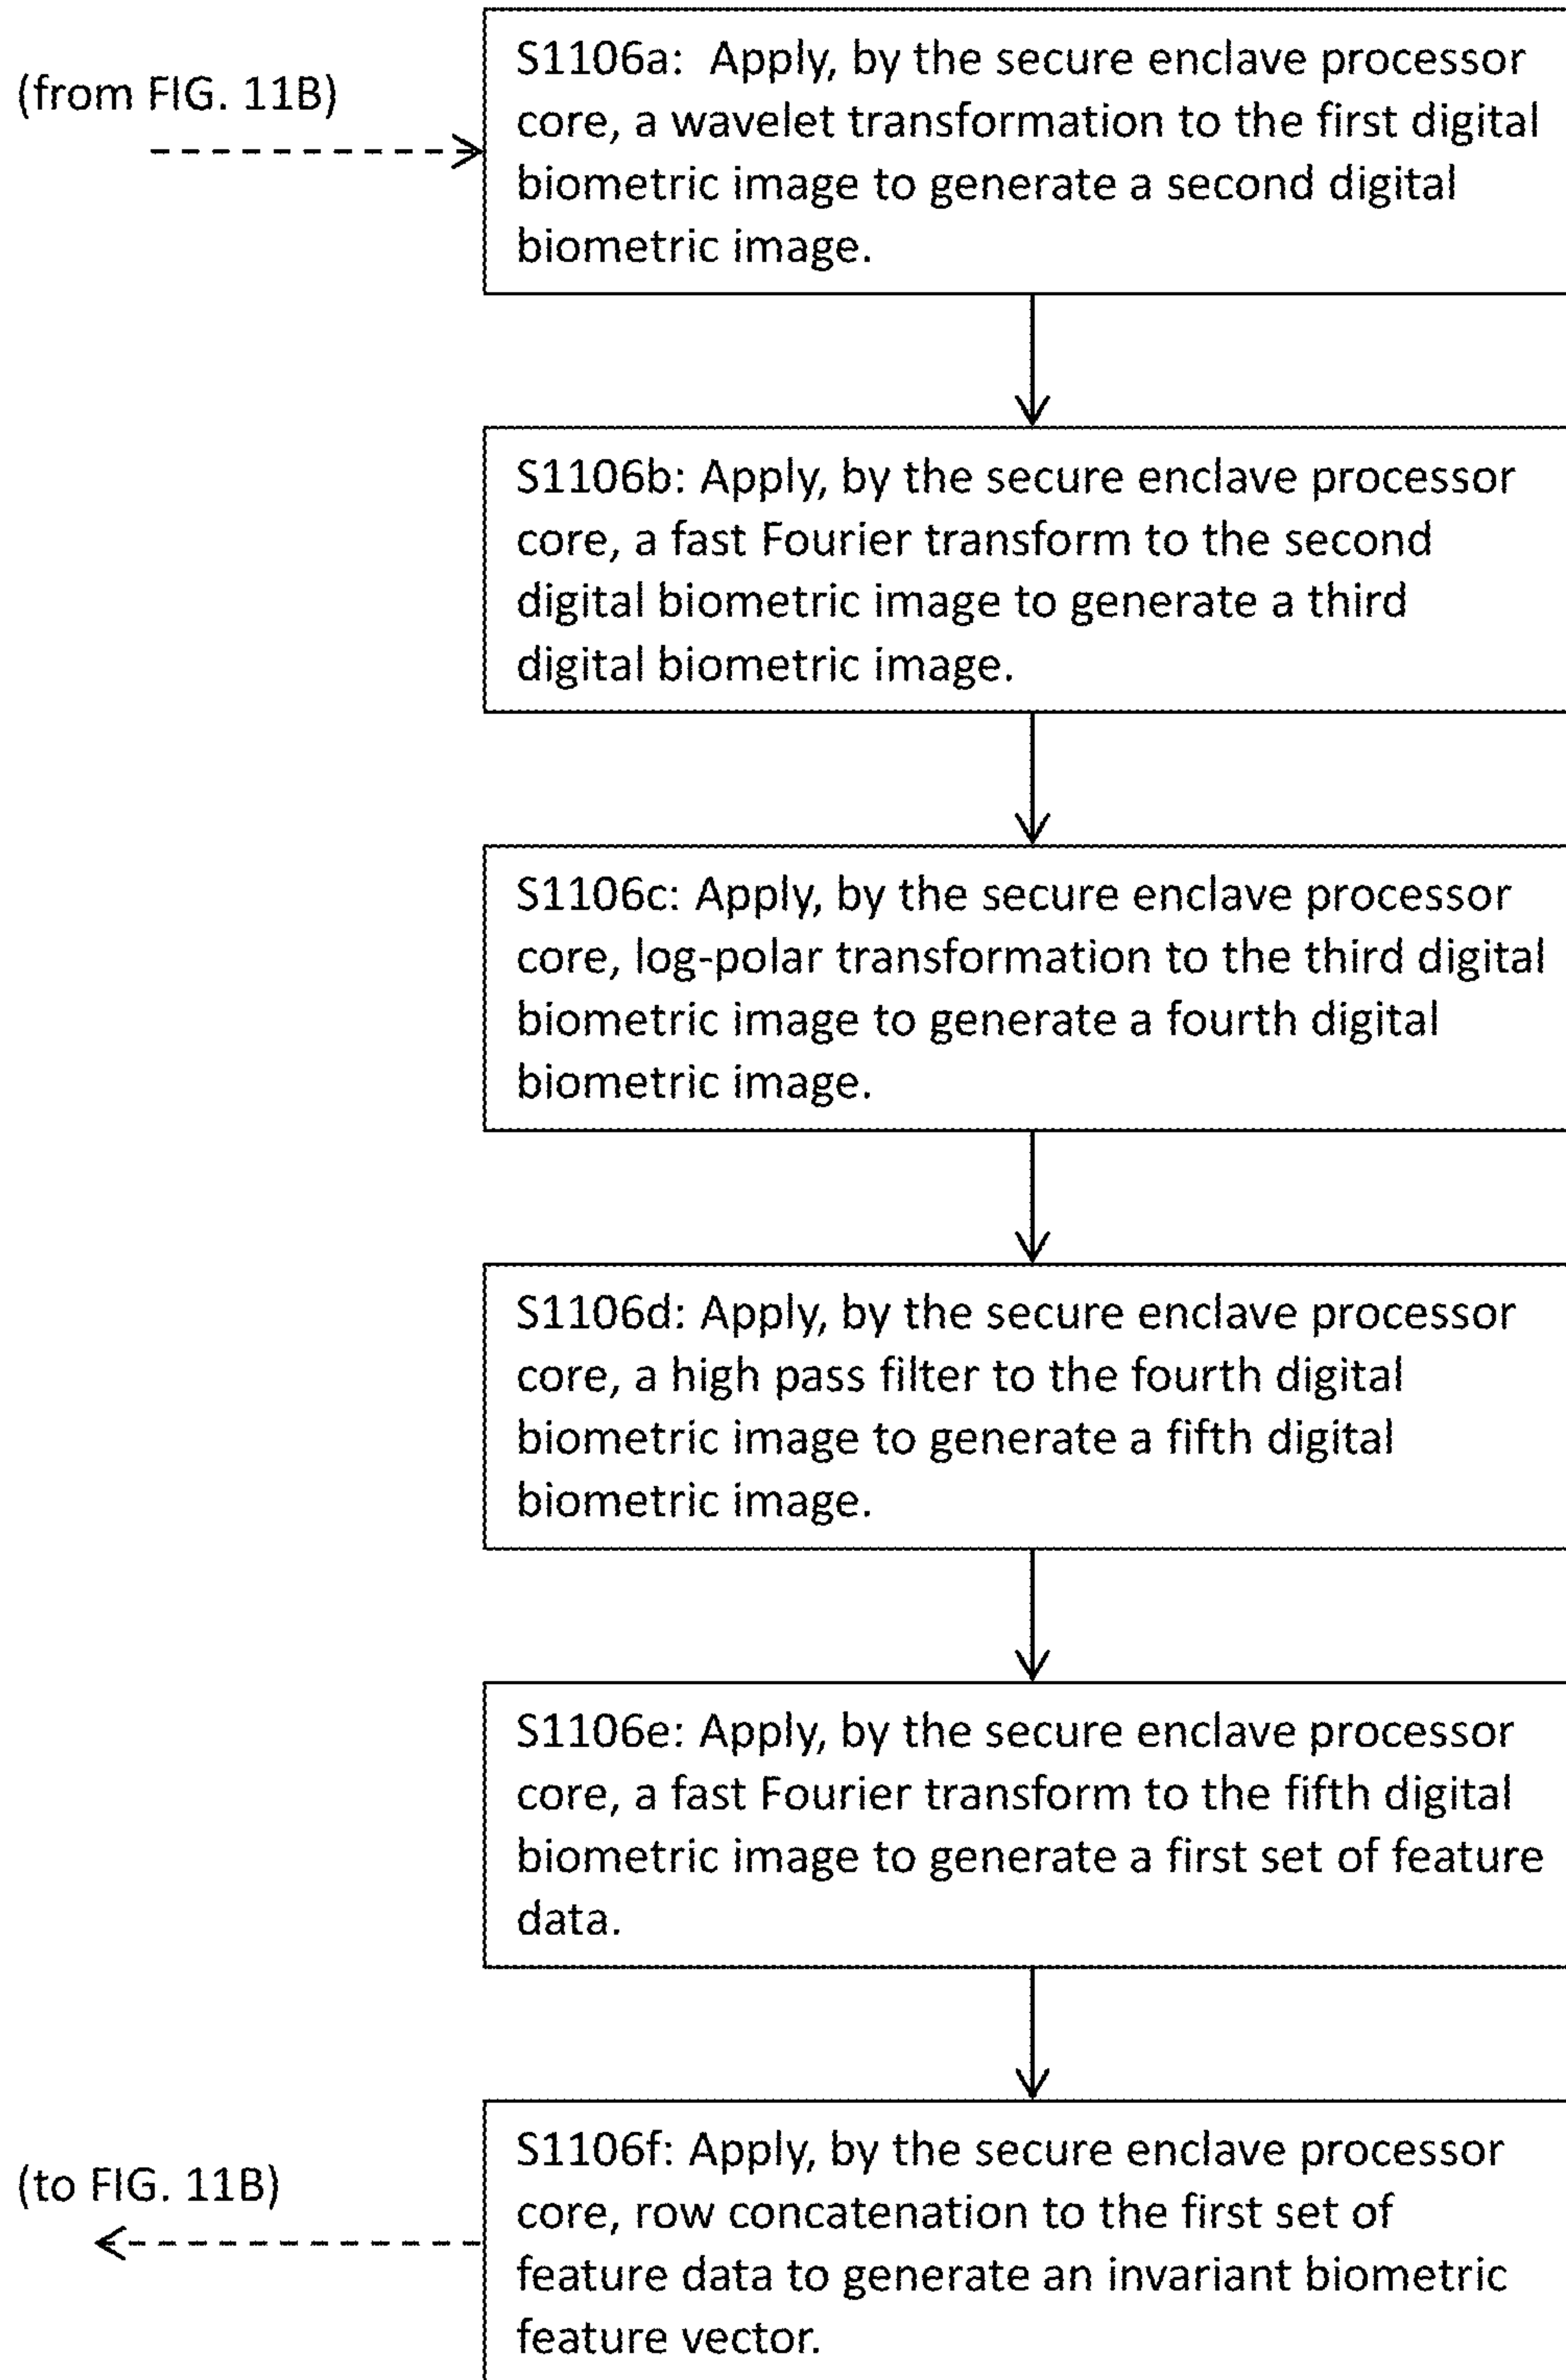 (from FIG. 11B)
S1106a:  Apply, by the secure enclave processor
core, a wavelet transformation to the first digital
biometric image to generate a second digital
biometric image.
S1106b: Apply, by the secure enclave processor
core, a fast Fourier transform to the second
digital biometric image to generate a third
digital biometric image.
S1106c: Apply, by the secure enclave processor
core, log-polar transformation to the third digital
biometric image to generate a fourth digital
biometric image.
S1106d: Apply, by the secure enclave processor
core, a high pass filter to the fourth digital
biometric image to generate a fifth digital
biometric image.
S1106e: Apply, by the secure enclave processor
core, a fast Fourier transform to the fifth digital
biometric image to generate a first set of feature
data.
(to FIG. 11B)
S1106f: Apply, by the secure enclave processor
core, row concatenation to the first set of
feature data to generate an invariant biometric
feature vector.